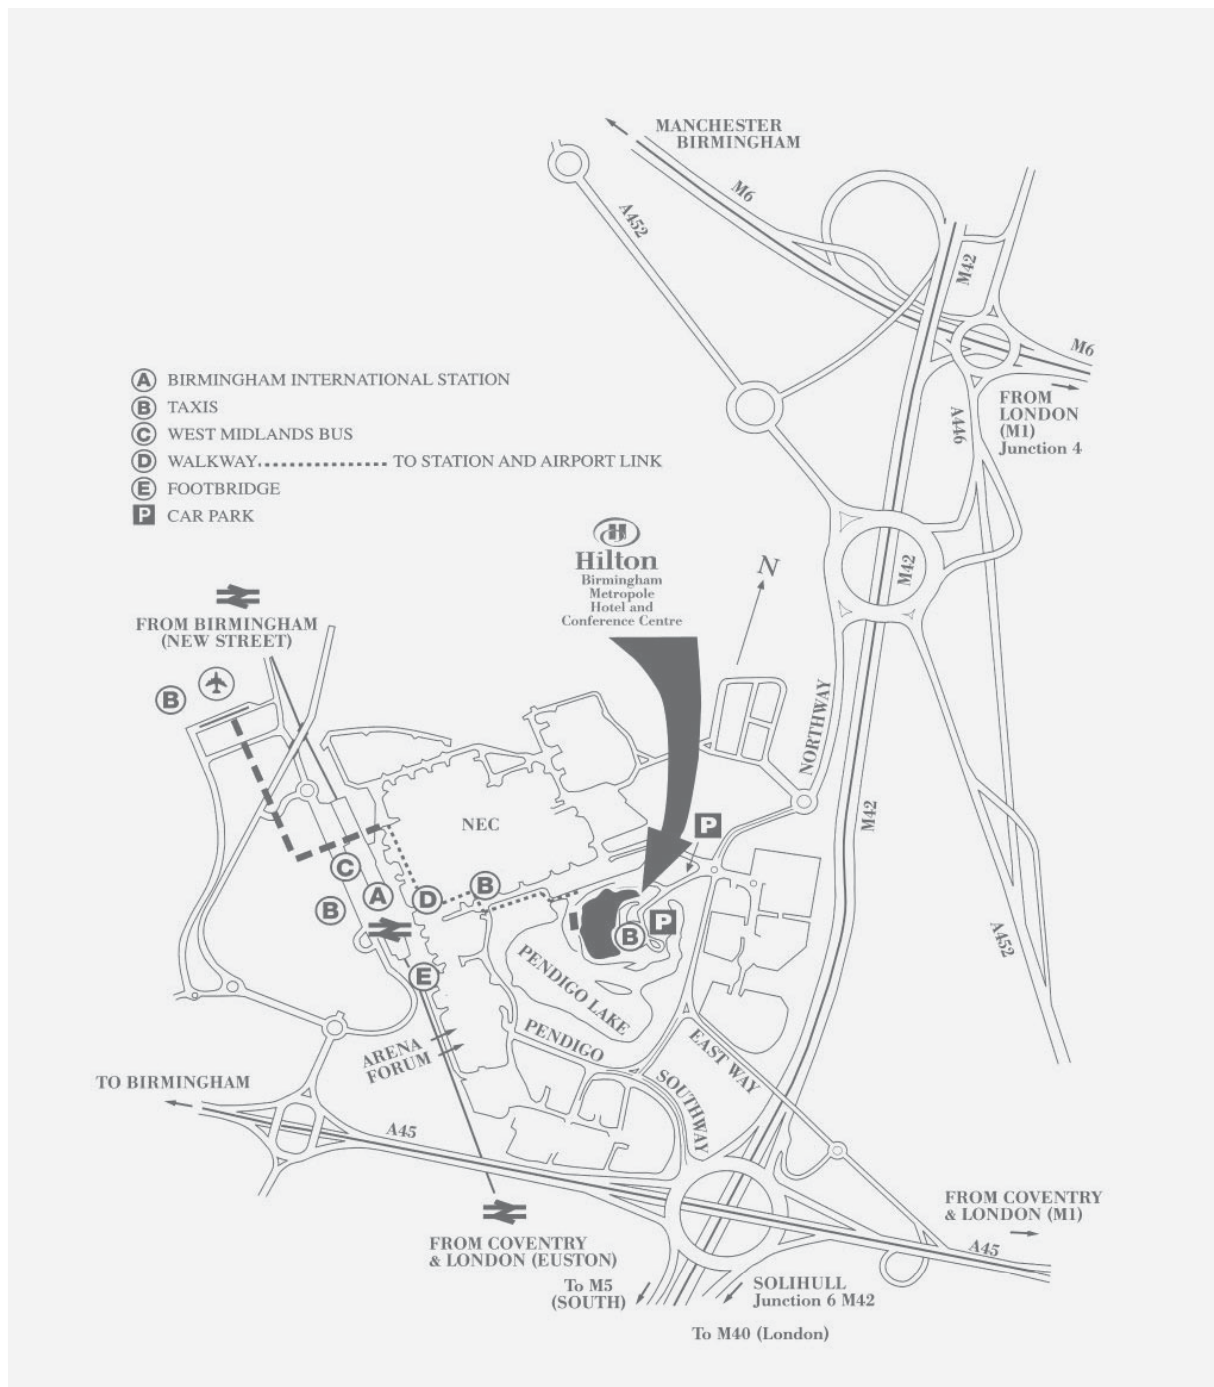 MANCHESTER
BIRMINGHAM
M6
A452
M42
M6
FROM
LONDON
(M1)
Junction 4
A446
A BIRMINGHAM INTERNATIONAL STATION
B TAXIS
C WEST MIDLANDS BUS
D WALKWAY TO STATION AND AIRPORT LINK
E FOOTBRIDGE
P CAR PARK
H
Hilton
Birmingham
Metropole
Hotel and
Conference Centre
N
M42
FROM BIRMINGHAM
(NEW STREET)
B
NORTHWAY
M42
NEC
P
C
A
D
B
B
P
B
E
A452
PENDIGO LAKE
PENDIGO
EAST WAY
SOUTHWAY
ARENA
FORUM
TO BIRMINGHAM
A45
FROM COVENTRY
& LONDON (M1)
A45
FROM COVENTRY
& LONDON (EUSTON)
To M5
(SOUTH)
SOLIHULL
Junction 6 M42
To M40 (London)